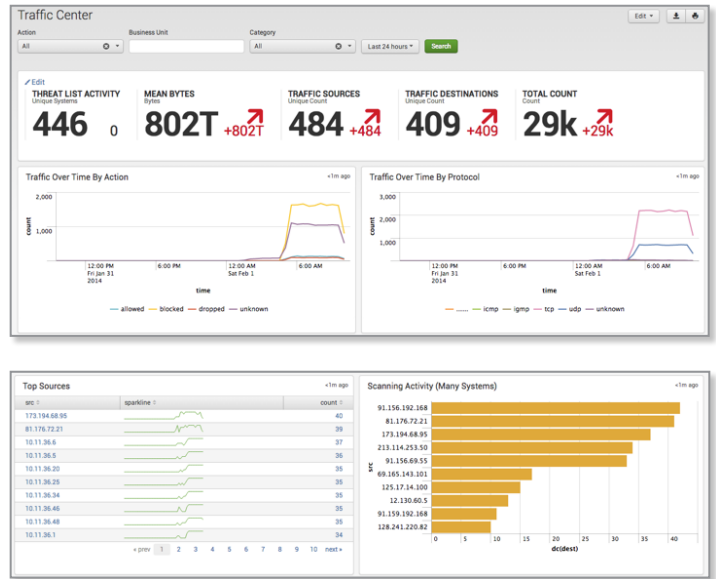 Traffic Center
Edit
Action
Business Unit
Category
All
All
Last 24 hours
Search
Edit
THREAT LIST ACTIVITY
Unique Systems
446 0
MEAN BYTES
Bytes
802T +802T
TRAFFIC SOURCES
Unique Count
484 +484
TRAFFIC DESTINATIONS
Unique Count
409 +409
TOTAL COUNT
Count
29k +29k
Traffic Over Time By Action
<1m ago
2,000
1,000
count
12:00 PM
Fri Jan 31
2014
6:00 PM
12:00 AM
Sat Feb 1
6:00 AM
time
allowed blocked dropped unknown
Traffic Over Time By Protocol
<1m ago
3,000
2,000
1,000
count
12:00 PM
Fri Jan 31
2014
6:00 PM
12:00 AM
Sat Feb 1
6:00 AM
time
icmp igmp tcp udp unknown
Top Sources
<1m ago
src sparkline count
173.194.68.95 40
81.176.72.21 39
10.11.36.6 37
10.11.36.5 36
10.11.36.20 35
10.11.36.25 35
10.11.36.34 35
10.11.36.46 35
10.11.36.48 35
10.11.36.1 34
« prev 1 2 3 4 5 6 7 8 9 10 next »
Scanning Activity (Many Systems)
<1m ago
src
91.156.192.168
81.176.72.21
173.194.68.95
213.114.253.50
91.156.69.55
69.165.143.101
125.17.14.100
12.130.60.5
91.159.192.168
128.241.220.82
0 5 10 15 20 25 30 35 40
dc(dest)